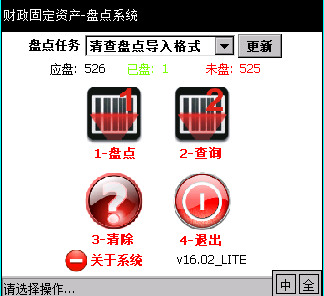 财政固定资产-盘点系统
盘点任务 请查盘点导入格式 更新
应盘: 526 已盘: 1 未盘: 525
1 2
1-盘点 2-查询
3-清除 4-退出
关于系统 v16.02_LITE
请选择操作... 中 全